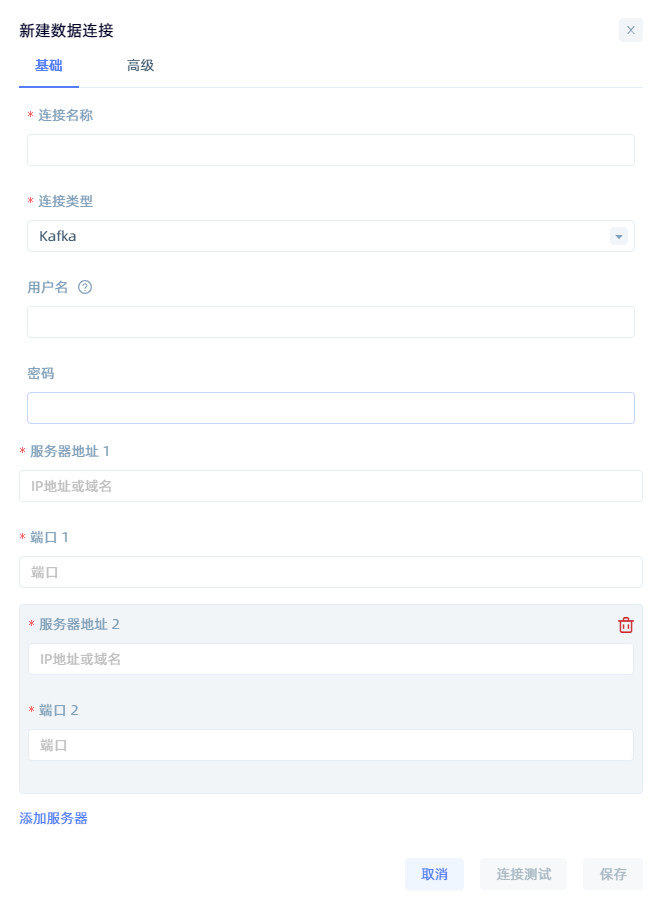 新建数据连接
X
基础 高级
* 连接名称
* 连接类型
Kafka
用户名 ?
密码
* 服务器地址 1
IP地址或域名
* 端口 1
端口
* 服务器地址 2
IP地址或域名
* 端口 2
端口
添加服务器
取消 连接测试 保存